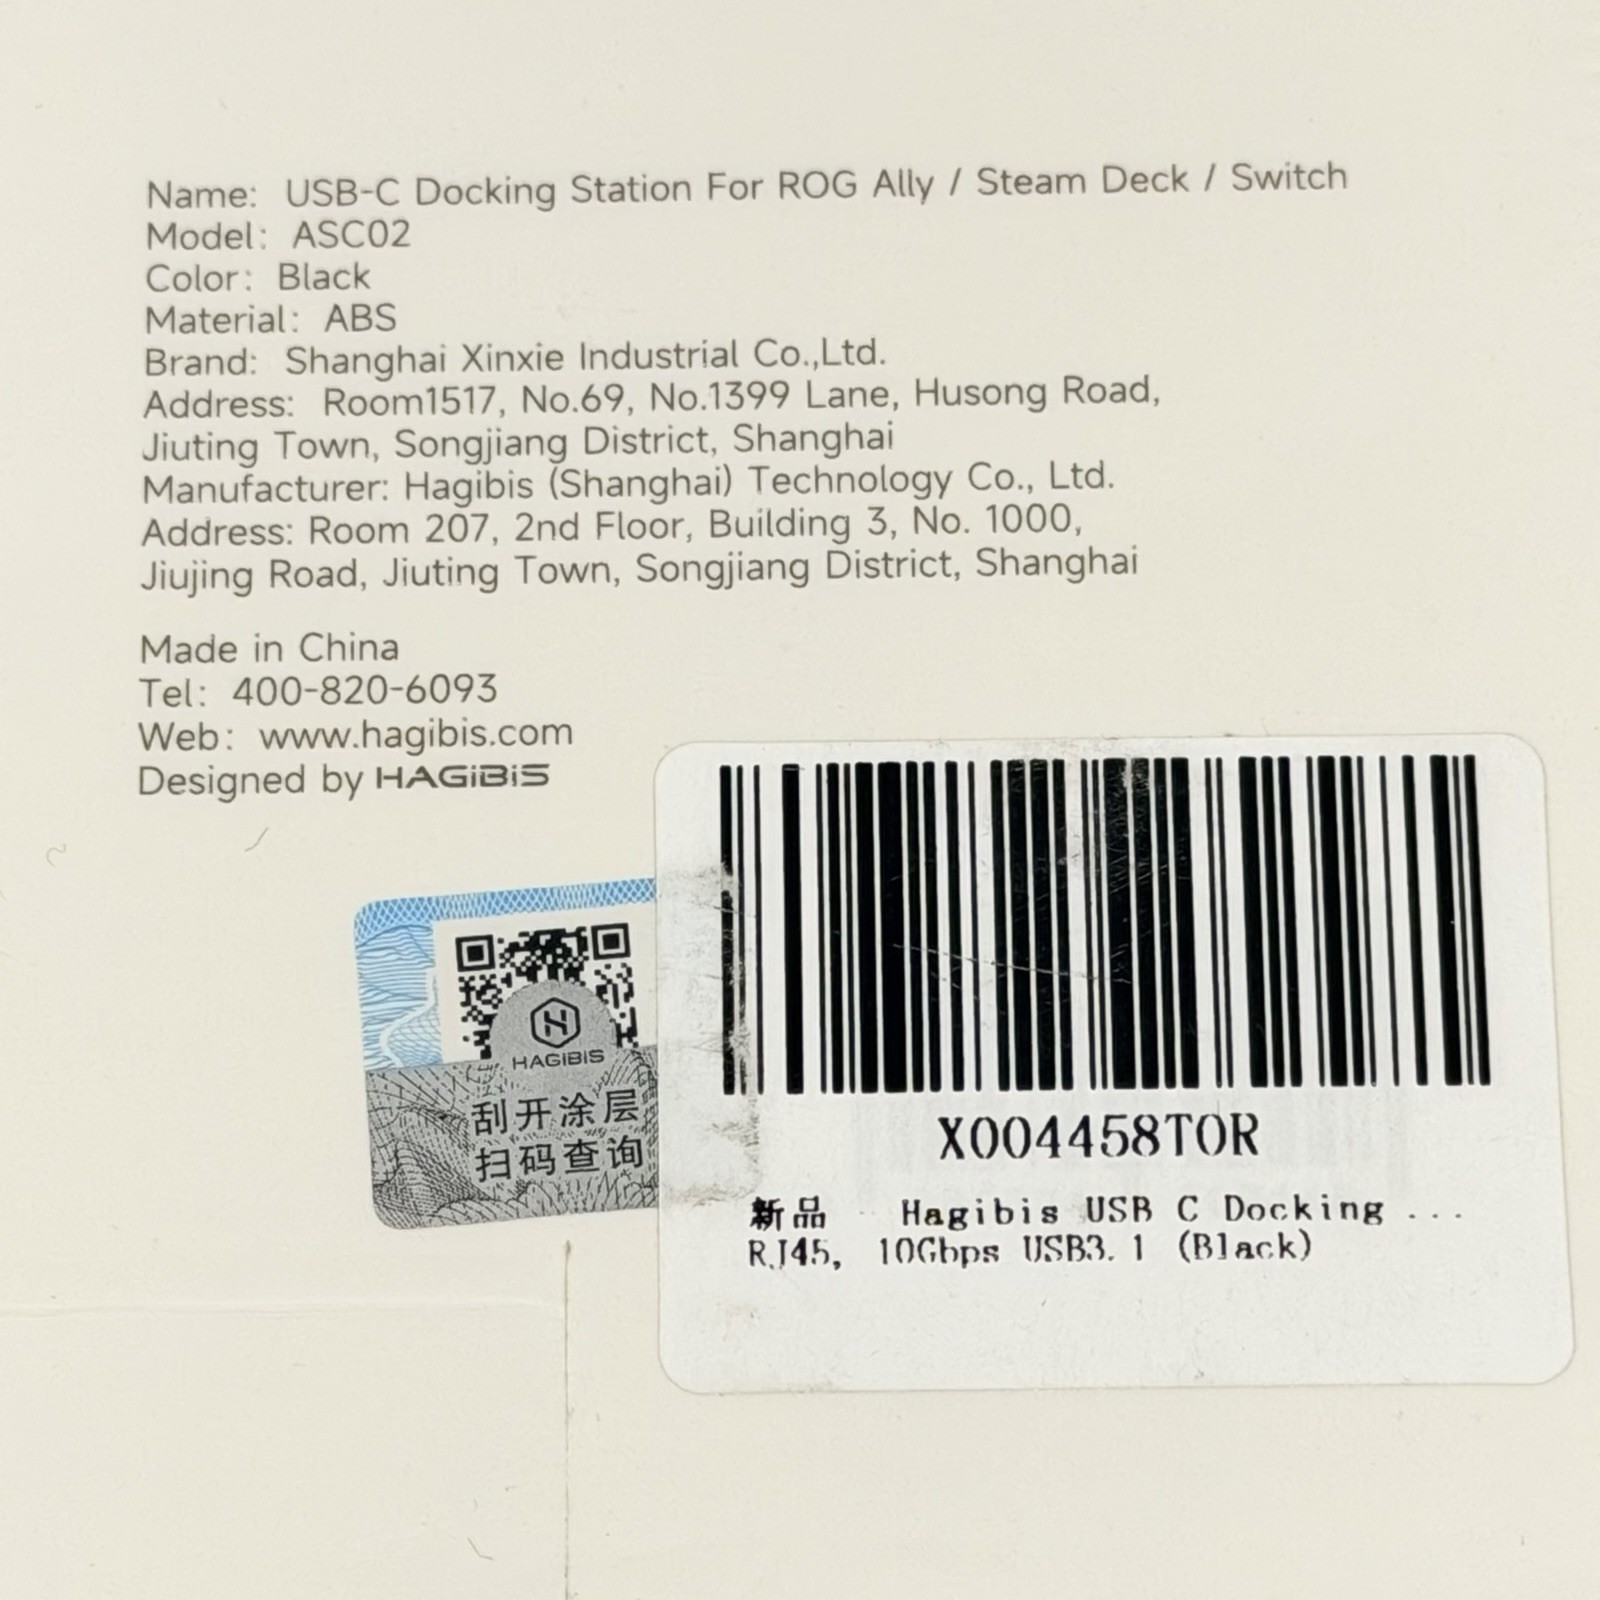 Name: USB-C Docking Station For ROG Ally / Steam Deck / Switch
Model: ASC02
Color: Black
Material: ABS
Brand: Shanghai Xinxie Industrial Co.,Ltd.
Address: Room1517, No.69, No.1399 Lane, Husong Road,
Jiuting Town, Songjiang District, Shanghai
Manufacturer: Hagibis (Shanghai) Technology Co., Ltd.
Address: Room 207, 2nd Floor, Building 3, No. 1000,
Jiujing Road, Jiuting Town, Songjiang District, Shanghai
Made in China
Tel: 400-820-6093
Web: www.hagibis.com
Designed by HAGiBiS
HAGIBIS
刮开涂层
扫码查询
X004458TOR
新品 Hagibis USB C Docking ...
RJ45, 10Gbps USB3.1 (Black)